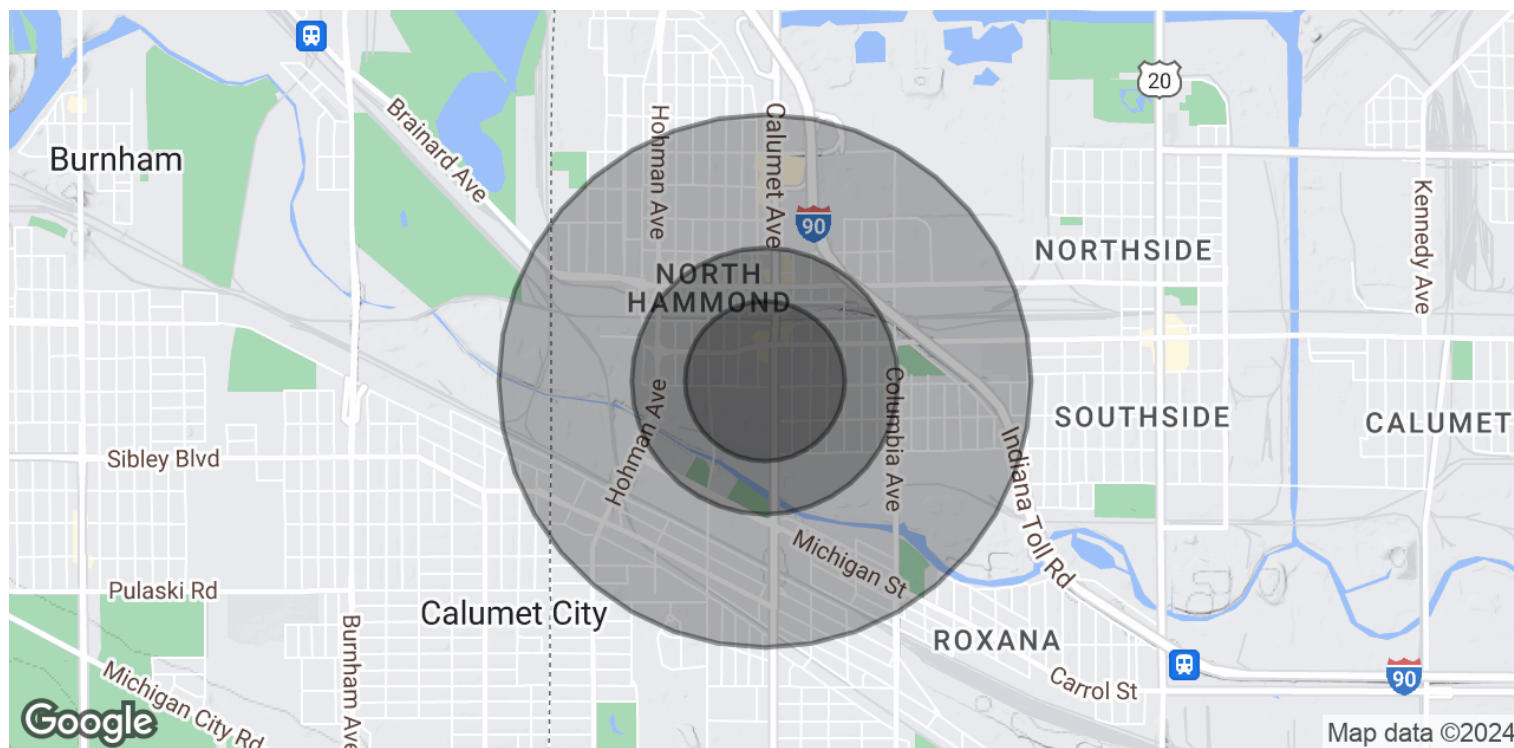 20
Burnham
Brainard Ave
Hohman Ave
Calumet Ave
90
Kennedy Ave
NORTHSIDE
NORTH
HAMMOND
Hohman Ave
Columbia Ave
SOUTHSIDE
CALUMET
Sibley Blvd
Indiana Toll Rd
Michigan St
Pulaski Rd
Calumet City
Burnham Ave
ROXANA
Carrol St
90
Michigan City Rd
Google
Map data ©2024